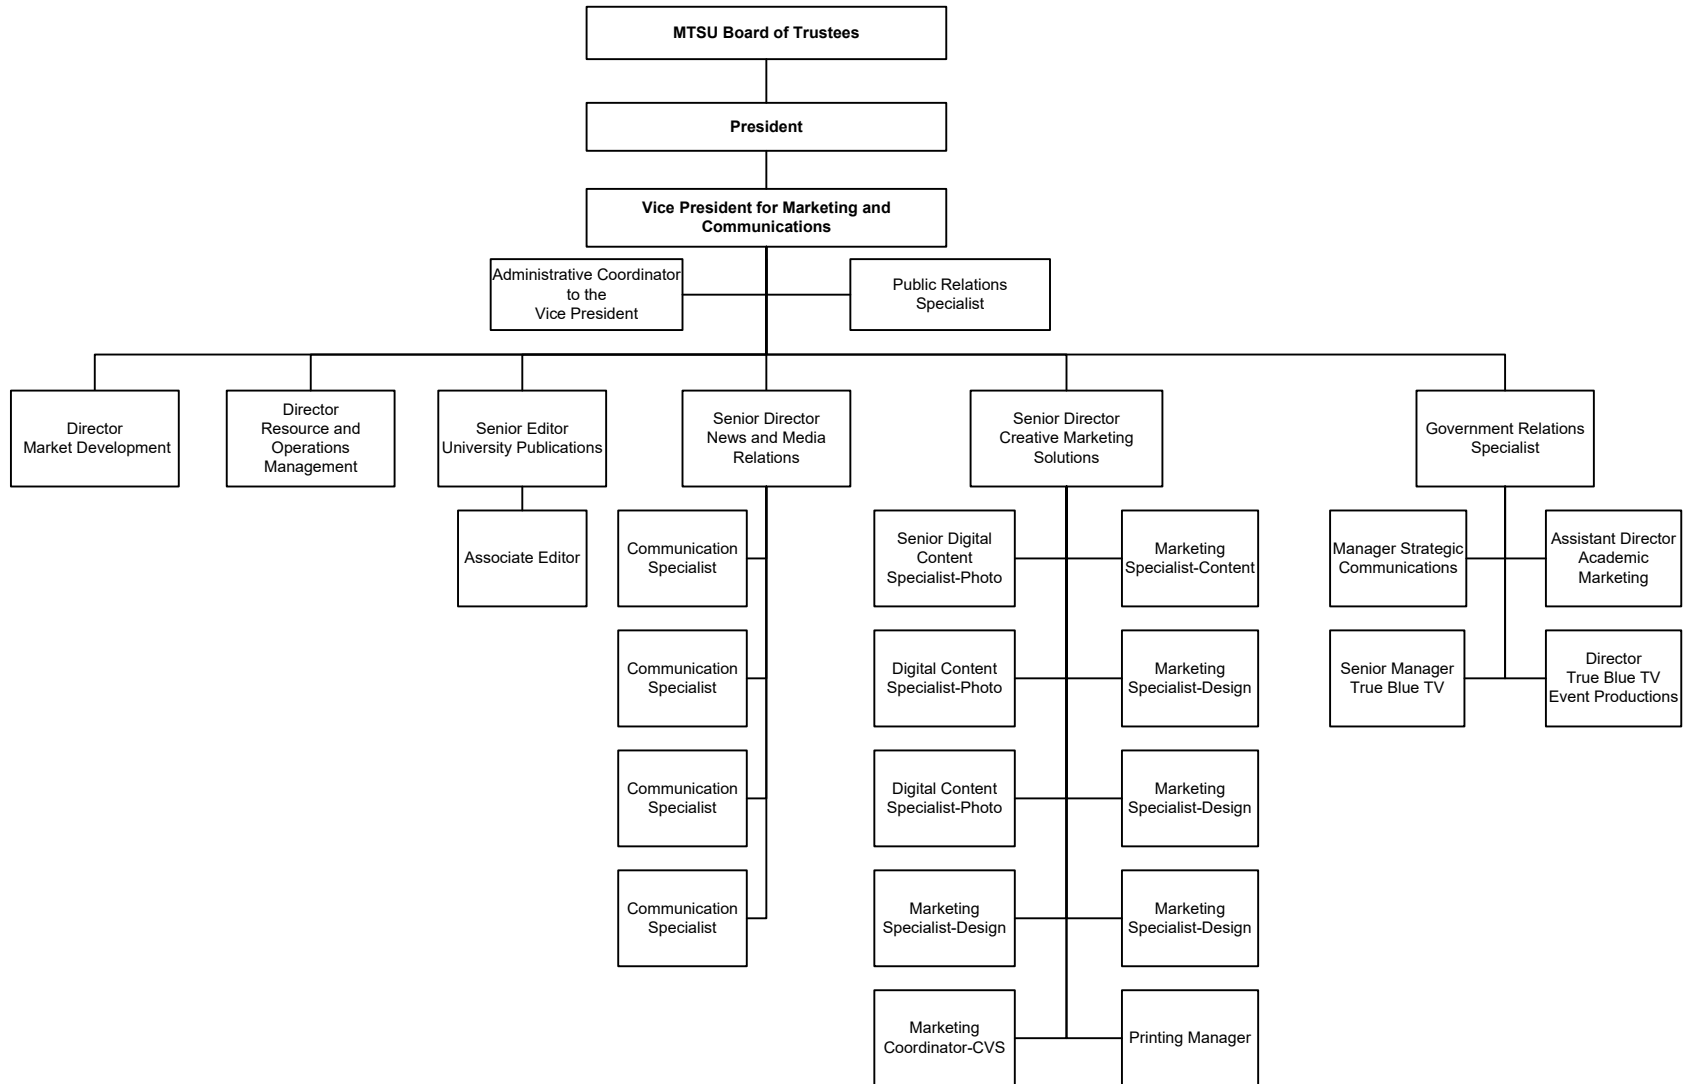 MTSU Board of Trustees
President
Vice President for Marketing and
Communications
Administrative Coordinator
to the
Vice President
Public Relations
Specialist
Director
Market Development
Director
Resource and
Operations
Management
Senior Editor
University Publications
Senior Director
News and Media
Relations
Senior Director
Creative Marketing
Solutions
Government Relations
Specialist
Associate Editor
Communication
Specialist
Senior Digital
Content
Specialist-Photo
Marketing
Specialist-Content
Manager Strategic
Communications
Assistant Director
Academic
Marketing
Communication
Specialist
Digital Content
Specialist-Photo
Marketing
Specialist-Design
Senior Manager
True Blue TV
Director
True Blue TV
Event Productions
Communication
Specialist
Digital Content
Specialist-Photo
Marketing
Specialist-Design
Communication
Specialist
Marketing
Specialist-Design
Marketing
Specialist-Design
Marketing
Coordinator-CVS
Printing Manager